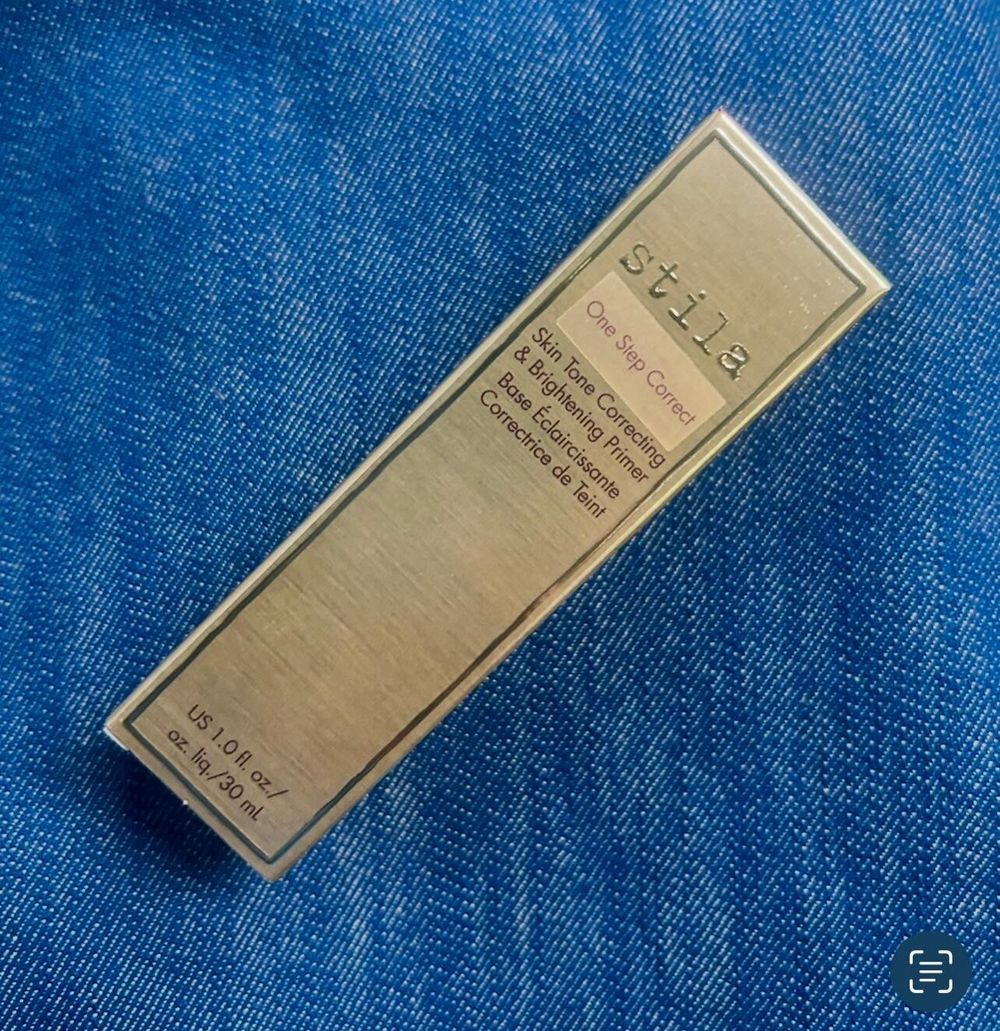 stila
One Step Correct
Skin Tone Correcting
& Brightening Primer
Base Éclaircissante
Correctrice de Teint
US 1.0 fl. oz./
oz. liq./30 mL